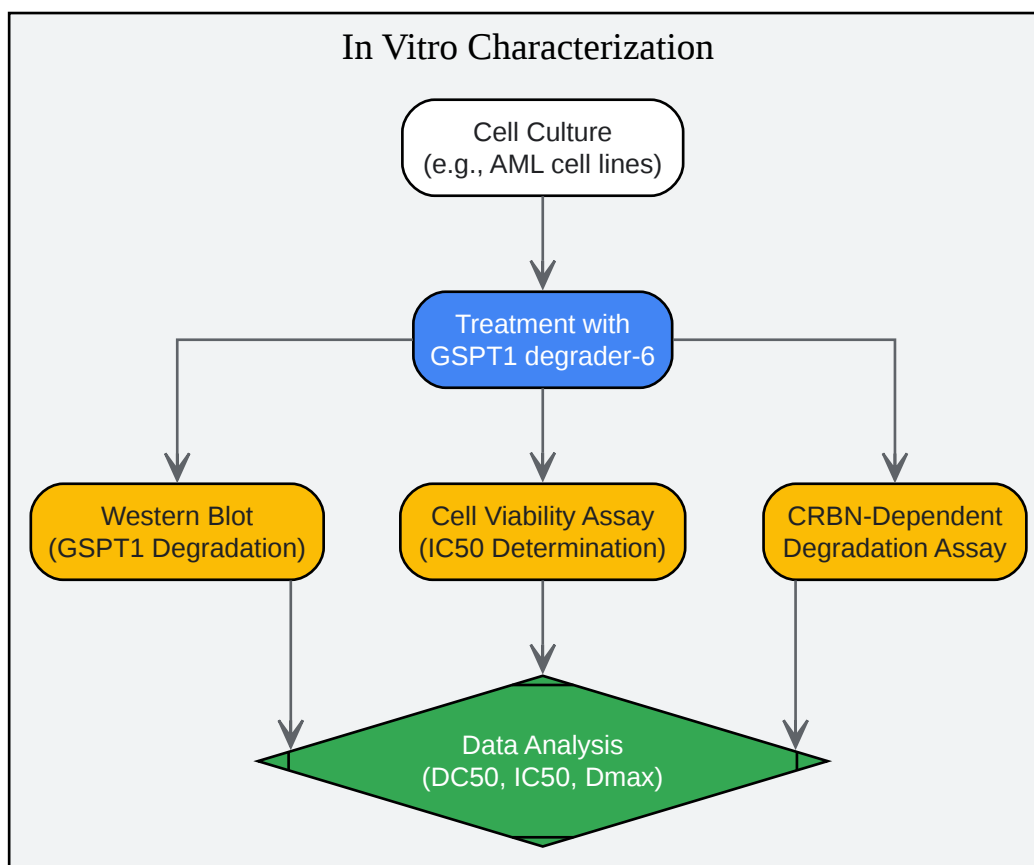 In Vitro Characterization
Cell Culture
(e.g., AML cell lines)
Treatment with
GSPT1 degrader-6
Western Blot
(GSPT1 Degradation)
Cell Viability Assay
(IC50 Determination)
CRBN-Dependent
Degradation Assay
Data Analysis
(DC50, IC50, Dmax)